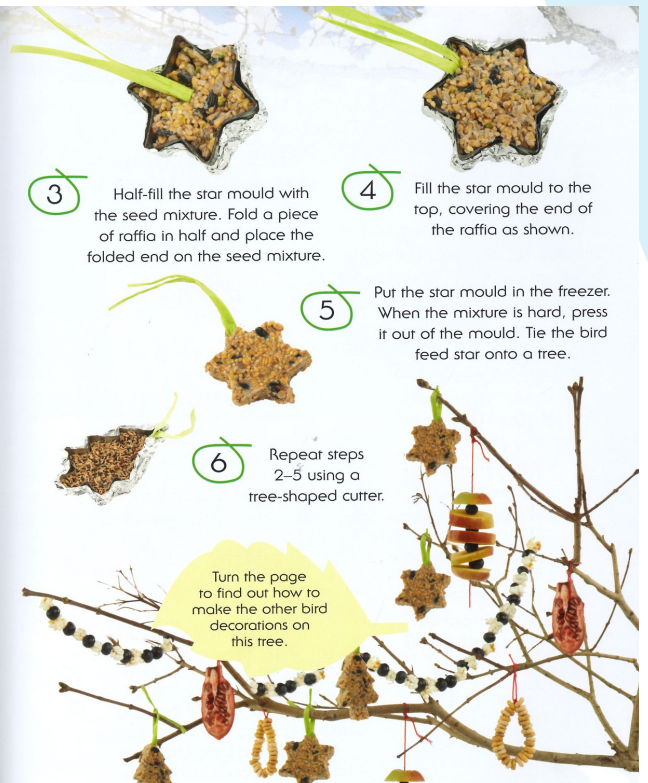 3
Half-fill the star mould with
the seed mixture. Fold a piece
of raffia in half and place the
folded end on the seed mixture.
4
Fill the star mould to the
top, covering the end of
the raffia as shown.
5
Put the star mould in the freezer.
When the mixture is hard, press
it out of the mould. Tie the bird
feed star onto a tree.
6
Repeat steps
2–5 using a
tree-shaped cutter.
Turn the page
to find out how to
make the other bird
decorations on
this tree.